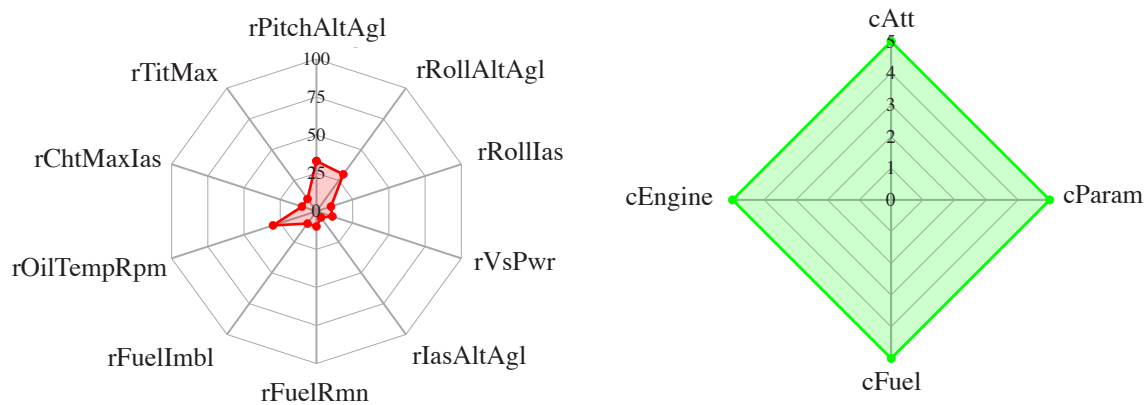 rPitchAltAgl
rRollAltAgl
rRollIas
rVsPwr
rIasAltAgl
rFuelRmn
rFuelImbl
rOilTempRpm
rChtMaxIas
rTitMax
100
75
50
25
0
cAtt
cParam
cFuel
cEngine
5
4
3
2
1
0